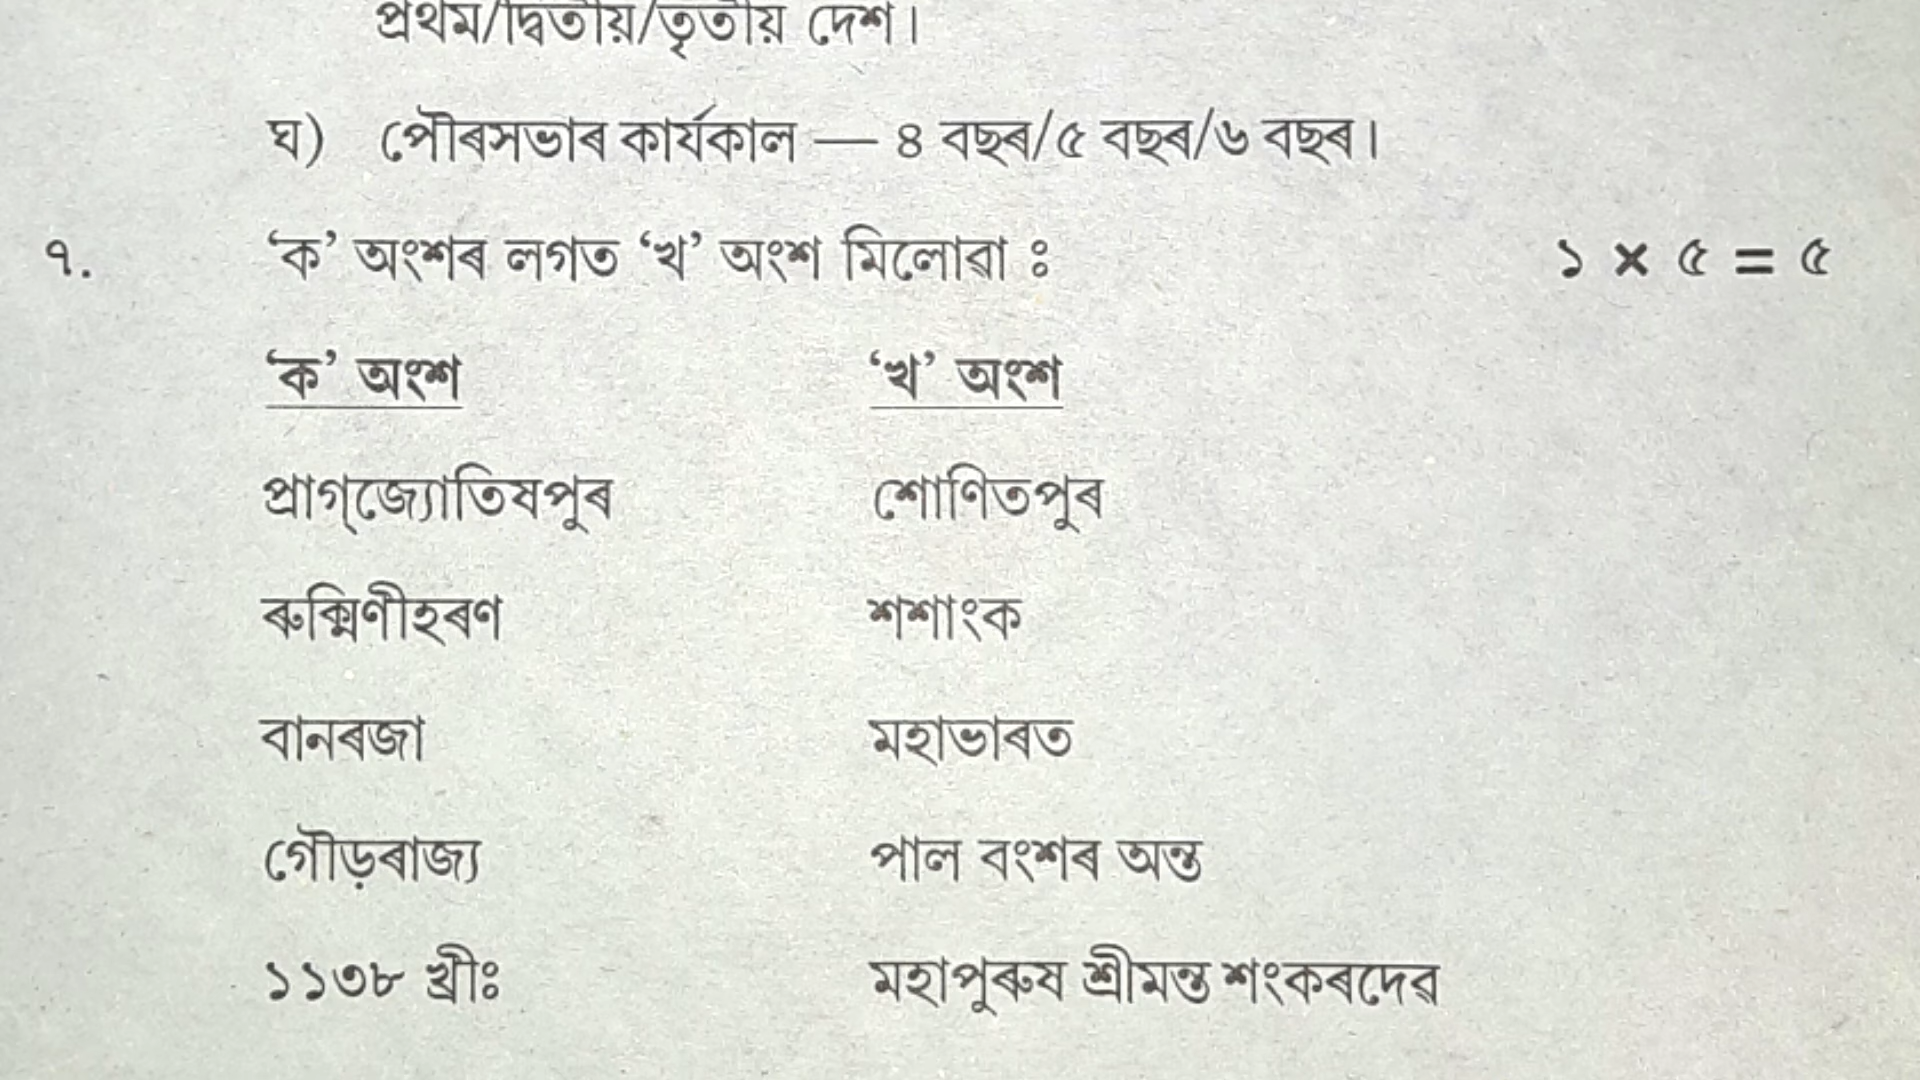 প্ৰথম/দ্বিতীয়/তৃতীয় দেশ।
ঘ) পৌৰসভাৰ কাৰ্যকাল — ৪ বছৰ/৫ বছৰ/৬ বছৰ।
৭. ‘ক’ অংশৰ লগত ‘খ’ অংশ মিলোৱা ঃ ১ × ৫ = ৫
‘ক’ অংশ ‘খ’ অংশ
প্ৰাগ্‌জ্যোতিষপুৰ শোণিতপুৰ
ৰুক্মিণীহৰণ শশাংক
বানৰজা মহাভাৰত
গৌড়ৰাজ্য পাল বংশৰ অন্ত
১১৩৮ খ্ৰীঃ মহাপুৰুষ শ্ৰীমন্ত শংকৰদেৱ